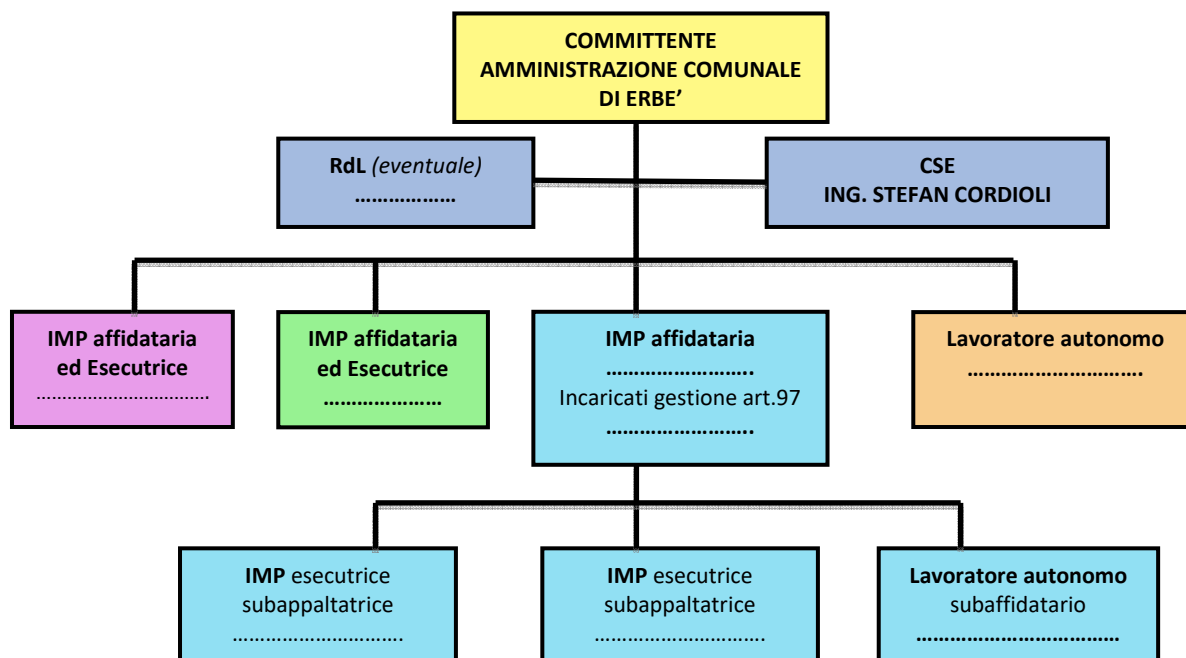 COMMITTENTE
AMMINISTRAZIONE COMUNALE
DI ERBE’
RdL (eventuale)
………………
CSE
ING. STEFAN CORDIOLI
IMP affidataria
ed Esecutrice
……………………………….
IMP affidataria
ed Esecutrice
…………………
IMP affidataria
……………………..
Incaricati gestione art.97
……………………..
Lavoratore autonomo
……………………….
IMP esecutrice
subappaltatrice
……………………….
IMP esecutrice
subappaltatrice
……………………….
Lavoratore autonomo
subaffidatario
………………………………